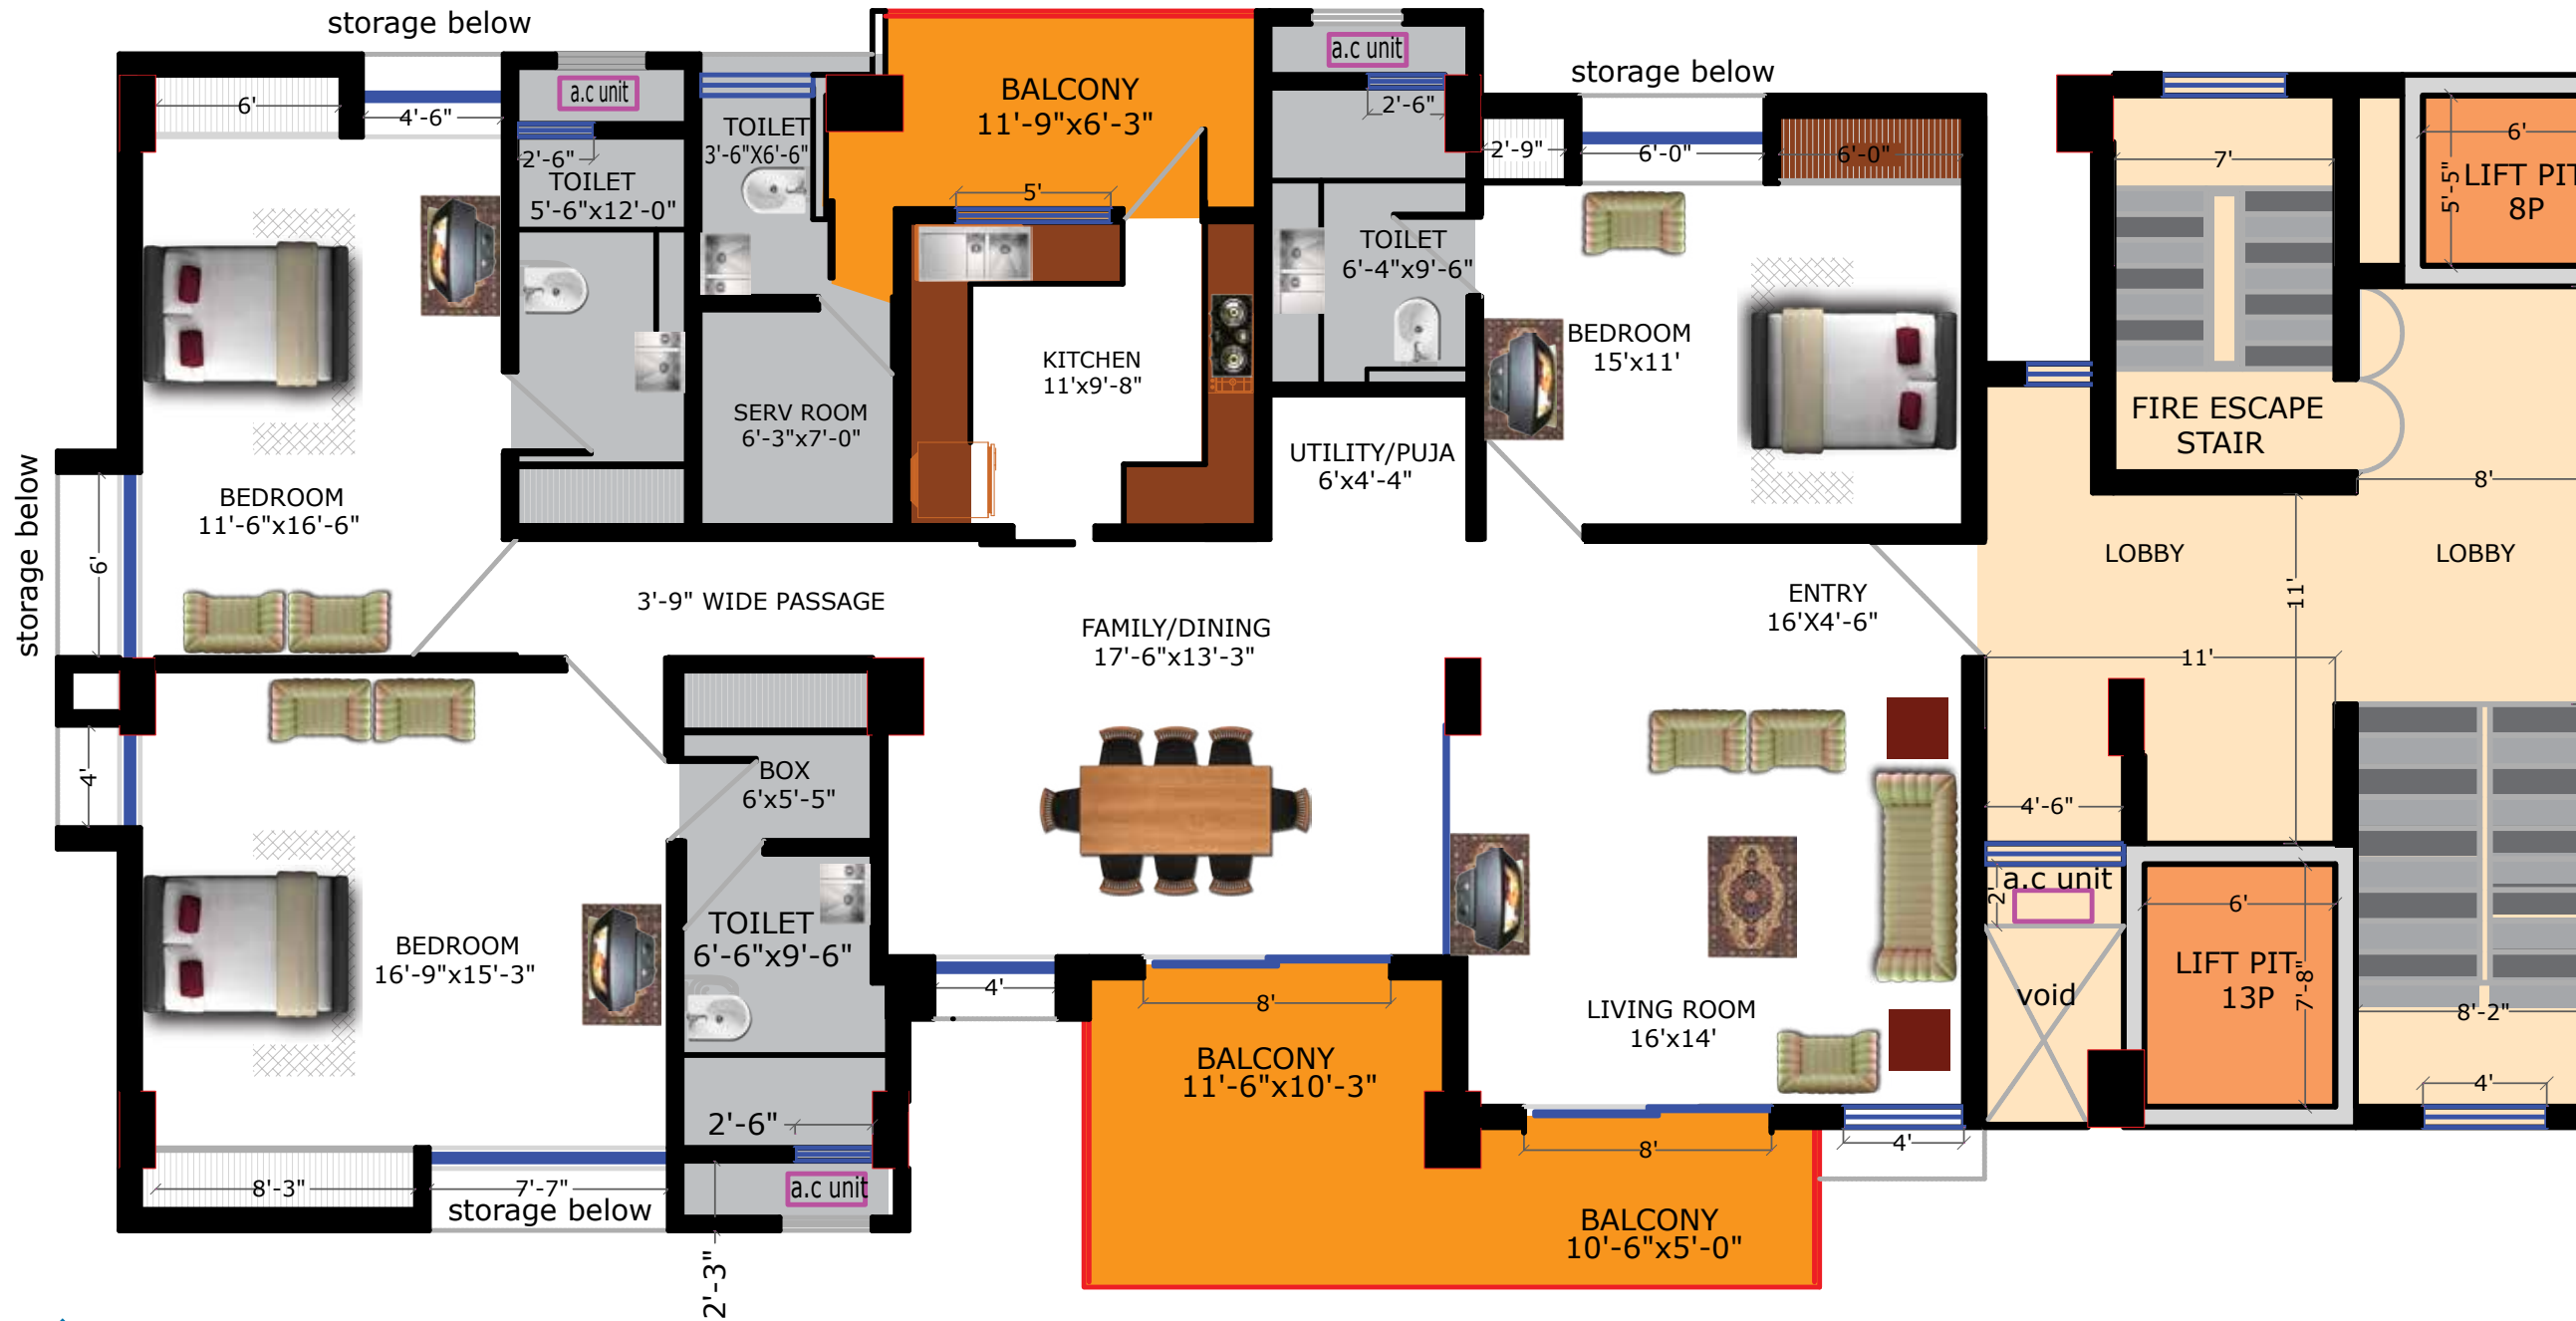 storage below
a.c unit
6'
4'-6"
a.c unit
2'-6"
TOILET
5'-6"x12'-0"
TOILET
3'-6"X6'-6"
BALCONY
11'-9"x6'-3"
5'
a.c unit
2'-6"
storage below
2'-9"
6'-0"
6'-0"
7'
6'
5'-5"
LIFT PIT
8P
TOILET
6'-4"x9'-6"
BEDROOM
15'x11'
KITCHEN
11'x9'-8"
SERV ROOM
6'-3"x7'-0"
UTILITY/PUJA
6'x4'-4"
FIRE ESCAPE
STAIR
8'
storage below
6'
BEDROOM
11'-6"x16'-6"
LOBBY
LOBBY
11'
3'-9" WIDE PASSAGE
FAMILY/DINING
17'-6"x13'-3"
ENTRY
16'X4'-6"
11'
4'
BOX
6'x5'-5"
4'-6"
a.c unit
2'
6'
BEDROOM
16'-9"x15'-3"
TOILET
6'-6"x9'-6"
4'
8'
LIVING ROOM
16'x14'
void
LIFT PIT
13P
7'-8"
8'-2"
BALCONY
11'-6"x10'-3"
2'-6"
8'
4'
4'
8'-3"
7'-7"
storage below
a.c unit
2'-3"
BALCONY
10'-6"x5'-0"